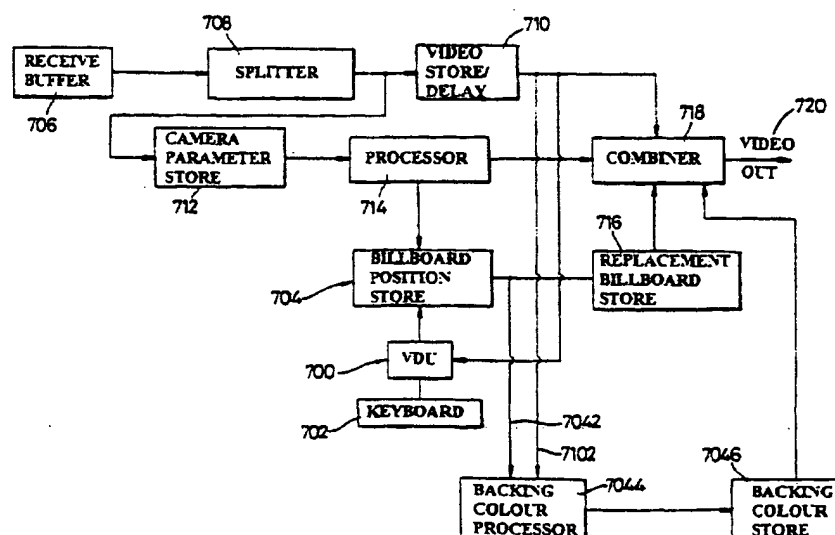 708
710
RECEIVE
BUFFER
706
SPLITTER
VIDEO
STORE/
DELAY
718
720
VIDEO
OUT
CAMERA
PARAMETER
STORE
712
PROCESSOR
714
COMBINER
716
704
BILLBOARD
POSITION
STORE
REPLACEMENT
BILLBOARD
STORE
700
VDU
702
KEYBOARD
7042
7102
7044
7046
BACKING
COLOUR
PROCESSOR
BACKING
COLOUR
STORE